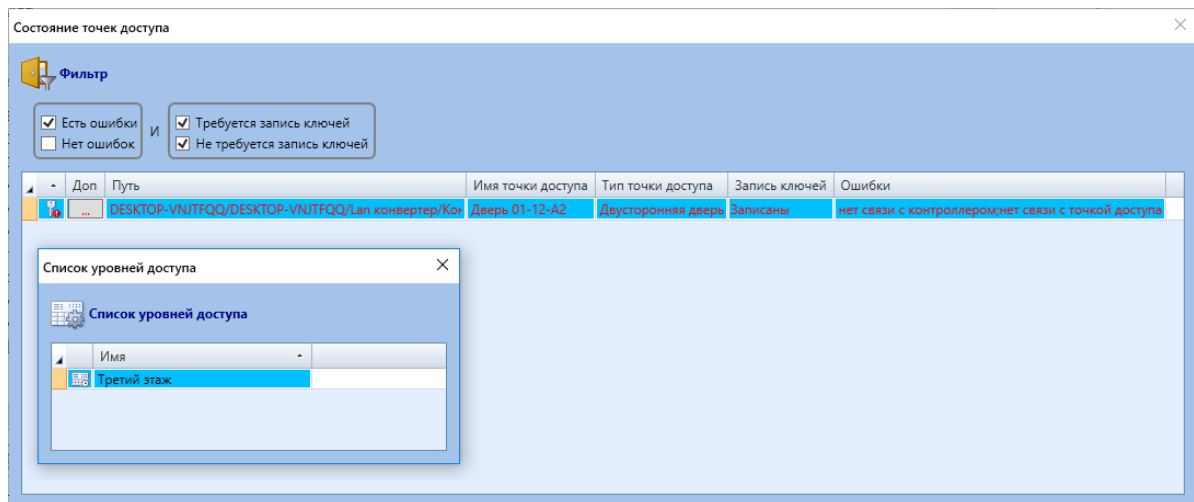 Состояние точек доступа
Фильтр
Есть ошибки
Нет ошибок
И
Требуется запись ключей
Не требуется запись ключей
Доп Путь Имя точки доступа Тип точки доступа Запись ключей Ошибки
... DESKTOP-VNJTFQQ/DESKTOP-VNJTFQQ/Lan конвертер/Кон Дверь 01-12-A2 Двусторонняя дверь Записаны нет связи с контроллером;нет связи с точкой доступа
Список уровней доступа
Список уровней доступа
Имя
Третий этаж